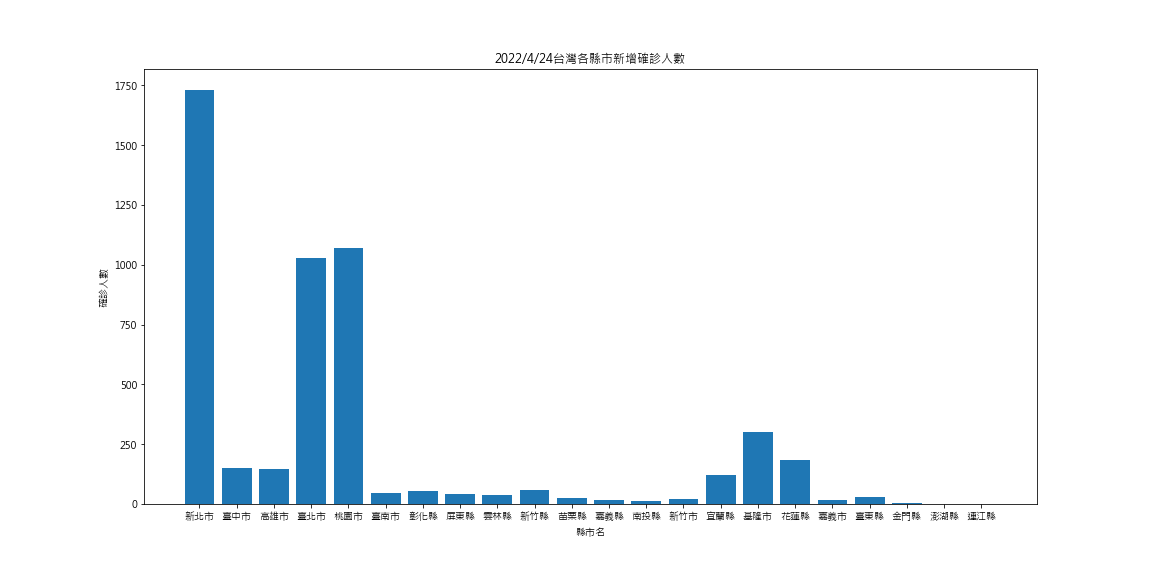 2022/4/24台灣各縣市新增確診人數
確診人數
1750
1500
1250
1000
750
500
250
0
新北市 臺中市 高雄市 臺北市 桃園市 臺南市 彰化縣 屏東縣 雲林縣 新竹縣 苗栗縣 嘉義縣 南投縣 新竹市 宜蘭縣 基隆市 花蓮縣 嘉義市 臺東縣 金門縣 澎湖縣 連江縣
縣市名